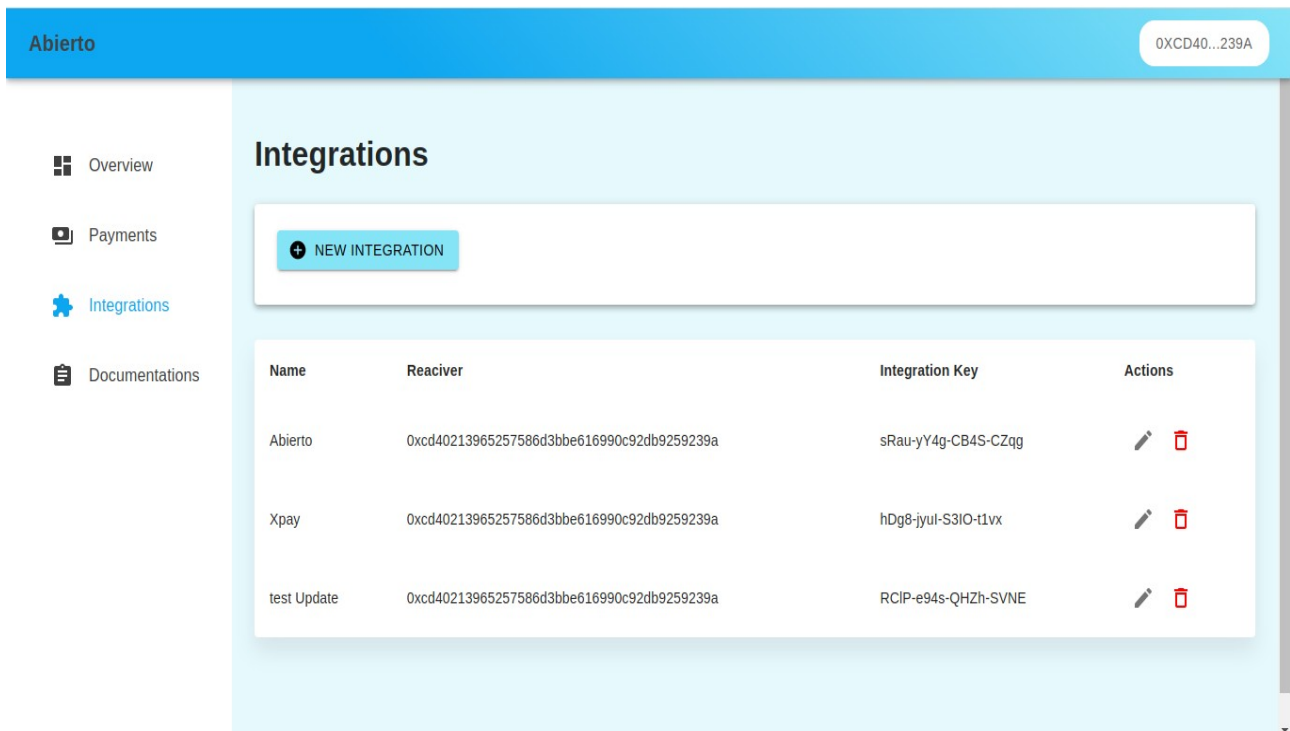 Abierto
0XCD40...239A
Overview
Payments
Integrations
Documentations
Integrations
NEW INTEGRATION
Name Reaciver Integration Key Actions
Abierto 0xcd40213965257586d3bbe616990c92db9259239a sRau-yY4g-CB4S-CZqg
Xpay 0xcd40213965257586d3bbe616990c92db9259239a hDg8-jyuI-S3IO-t1vx
test Update 0xcd40213965257586d3bbe616990c92db9259239a RClP-e94s-QHZh-SVNE